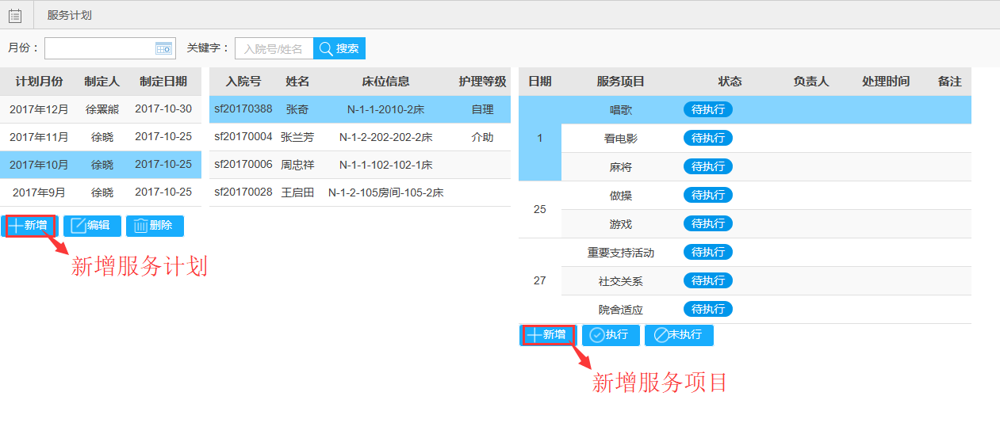 服务计划
月份： 关键字： 入院号/姓名 搜索
计划月份 制定人 制定日期
2017年12月 徐罴熊 2017-10-30
2017年11月 徐晓 2017-10-25
2017年10月 徐晓 2017-10-25
2017年9月 徐晓 2017-10-25
新增 编辑 删除
新增服务计划
入院号 姓名 床位信息 护理等级
sf20170388 张奇 N-1-1-2010-2床 自理
sf20170004 张兰芳 N-1-2-202-202-2床 介助
sf20170006 周忠祥 N-1-1-102-102-1床
sf20170028 王启田 N-1-2-105房间-105-2床
日期 服务项目 状态 负责人 处理时间 备注
1 唱歌 待执行
看电影 待执行
麻将 待执行
25 做操 待执行
游戏 待执行
27 重要支持活动 待执行
社交关系 待执行
院舍适应 待执行
新增 执行 未执行
新增服务项目